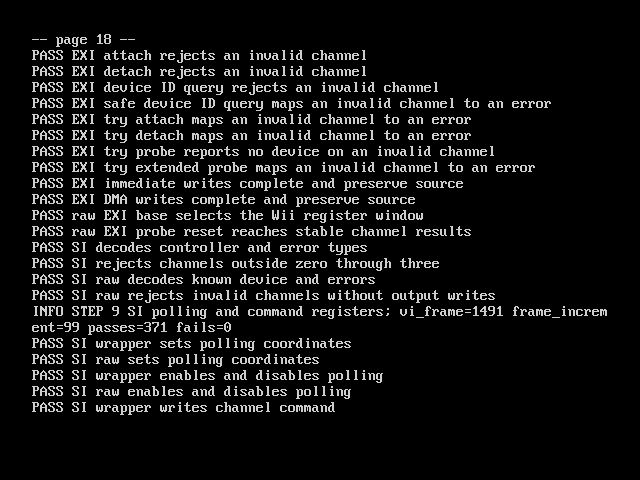 -- page 18 --
PASS EXI attach rejects an invalid channel
PASS EXI detach rejects an invalid channel
PASS EXI device ID query rejects an invalid channel
PASS EXI safe device ID query maps an invalid channel to an error
PASS EXI try attach maps an invalid channel to an error
PASS EXI try detach maps an invalid channel to an error
PASS EXI try probe reports no device on an invalid channel
PASS EXI try extended probe maps an invalid channel to an error
PASS EXI immediate writes complete and preserve source
PASS EXI DMA writes complete and preserve source
PASS raw EXI base selects the Wii register window
PASS raw EXI probe reset reaches stable channel results
PASS SI decodes controller and error types
PASS SI rejects channels outside zero through three
PASS SI raw decodes known device and errors
PASS SI raw rejects invalid channels without output writes
INFO STEP 9 SI polling and command registers; vi_frame=1491 frame_increm
ent=99 passes=371 fails=0
PASS SI wrapper sets polling coordinates
PASS SI raw sets polling coordinates
PASS SI wrapper enables and disables polling
PASS SI raw enables and disables polling
PASS SI wrapper writes channel command